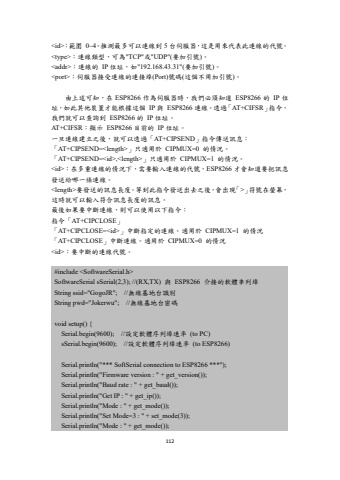 <id>：範圍 0~4，推測最多可以連線到 5 台伺服器，這是用來代表此連線的代號。
<type>：連線類型，可為"TCP"或"UDP"(要加引號)。
<addr>：連線的 IP 位址，如"192.168.43.31"(要加引號)。
<port>：伺服器接受連線的連接埠(Port)號碼(這個不用加引號)。
由上述可知，在 ESP8266 作為伺服器時，我們必須知道 ESP8266 的 IP 位
址，如此其他裝置才能根據這個 IP 與 ESP8266 連線。透過「AT+CIFSR」指令，
我們就可以查詢到 ESP8266 的 IP 位址。
AT+CIFSR：顯示 ESP8266 目前的 IP 位址。
一旦連線建立之後，就可以透過「AT+CIPSEND」指令傳送訊息：
「AT+CIPSEND=<length>」只適用於 CIPMUX=0 的情況。
「AT+CIPSEND=<id>,<length>」只適用於 CIPMUX=1 的情況。
<id>：在多重連線的情況下，需要輸入連線的代號，ESP8266 才會知道要把訊息
發送給哪一條連線。
<length>要發送的訊息長度。等到此指令發送出去之後，會出現「>」符號在螢幕，
這時就可以輸入符合訊息長度的訊息。
最後如果要中斷連線，則可以使用以下指令：
指令「AT+CIPCLOSE」
「AT+CIPCLOSE=<id>」中斷指定的連線，適用於 CIPMUX=1 的情況
「AT+CIPCLOSE」中斷連線。適用於 CIPMUX=0 的情況
<id>：要中斷的連線代號。
#include <SoftwareSerial.h>
SoftwareSerial sSerial(2,3); //(RX,TX) 與 ESP8266 介接的軟體串列埠
String ssid="GogoJR"; //無線基地台識別
String pwd="Jokerwu"; //無線基地台密碼
void setup() {
Serial.begin(9600); //設定軟體序列埠速率 (to PC)
sSerial.begin(9600); //設定軟體序列埠速率 (to ESP8266)
Serial.println("*** SoftSerial connection to ESP8266 ***");
Serial.println("Firmware version : " + get_version());
Serial.println("Baud rate : " + get_baud());
Serial.println("Get IP : " + get_ip());
Serial.println("Mode : " + get_mode());
Serial.println("Set Mode=3 : " + set_mode(3));
Serial.println("Mode : " + get_mode());
112